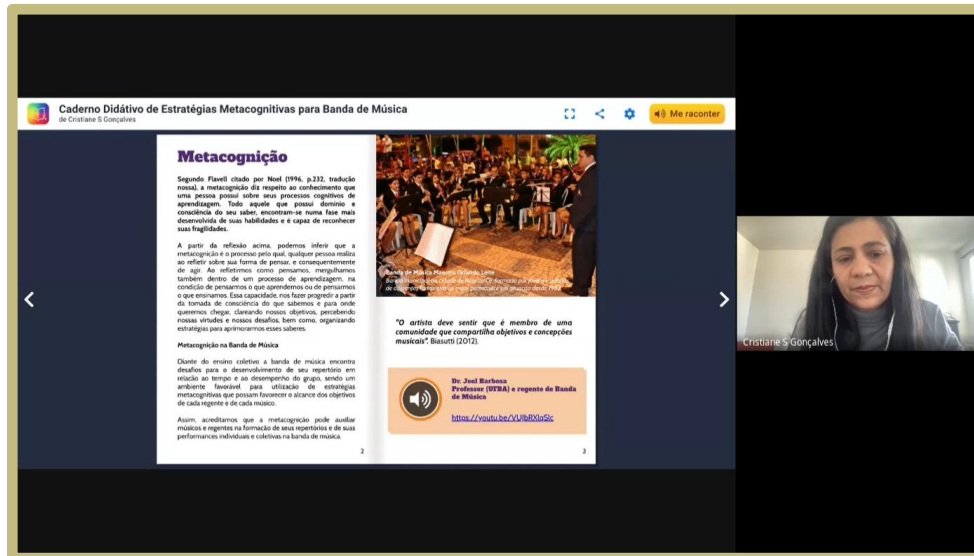 Caderno Didátivo de Estratégias Metacognitivas para Banda de Música
de Cristiane S Gonçalves
Me raconter
Metacognição
Segundo Flavell citado por Noel (1996, p.232, tradução
nossa), a metacognição diz respeito ao conhecimento que
uma pessoa possui sobre seus processos cognitivos de
aprendizagem. Todo aquele que possui domínio e
consciência do seu saber, encontram-se numa fase mais
desenvolvida de suas habilidades e é capaz de reconhecer
suas fragilidades.
A partir da reflexão acima, podemos inferir que a
metacognição é o processo pelo qual, qualquer pessoa realiza
ao refletir sobre sua forma de pensar, e consequentemente
de agir. Ao refletirmos como pensamos, mergulhamos
também dentro de um processo de aprendizagem, na
condição de pensarmos o que aprendemos ou de pensarmos
o que ensinamos. Essa capacidade, nos fazer progredir a partir
da tomada de consciência do que sabemos e para onde
queremos chegar, clareando nossos objetivos, percebendo
nossas virtudes e nossos desafios, bem como, organizando
estratégias para aprimorarmos esses saberes.
Metacognição na Banda de Música
Diante do ensino coletivo a banda de música encontra
desafios para o desenvolvimento de seu repertório em
relação ao tempo e ao desempenho do grupo, sendo um
ambiente favorável para utilização de estratégias
metacognitivas que possam favorecer o alcance dos objetivos
de cada regente e de cada músico.
Assim, acreditamos que a metacognição pode auxiliar
músicos e regentes na formação de seus repertórios e de suas
performances individuais e coletivas na banda de música.
2
Banda de Música Maestro Orlando Leite
"O artista deve sentir que é membro de uma
comunidade que compartilha objetivos e concepções
musicais". Biasutti (2012).
Dr. Joel Barbosa
Professor (UFBA) e regente de Banda
de Música
3
Cristiane S Gonçalves